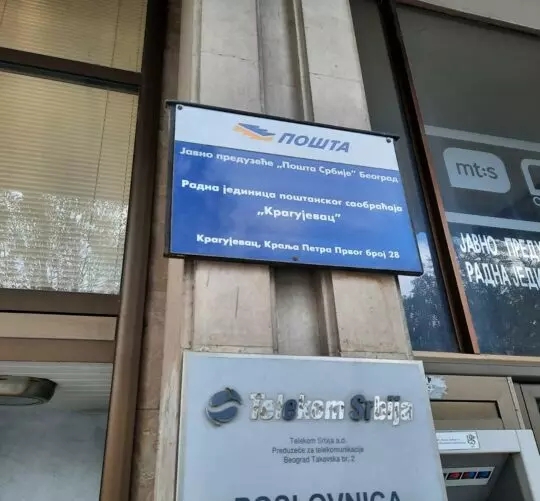 ПОШТА
Јавно предузеће „Пошта Србије" Београд
Радна јединица поштанског саобраћаја
„Крагујевац"
Крагујевац, Краља Петра Првог број 28
mt:s
ЈАВНО ПРЕДУ
РАДНА ЈЕДИ
Telekom Srbija
Telekom Srbija a.d.
Preduzeće za telekomunikacije
Beograd Takovska br. 2
POSLOVNICA